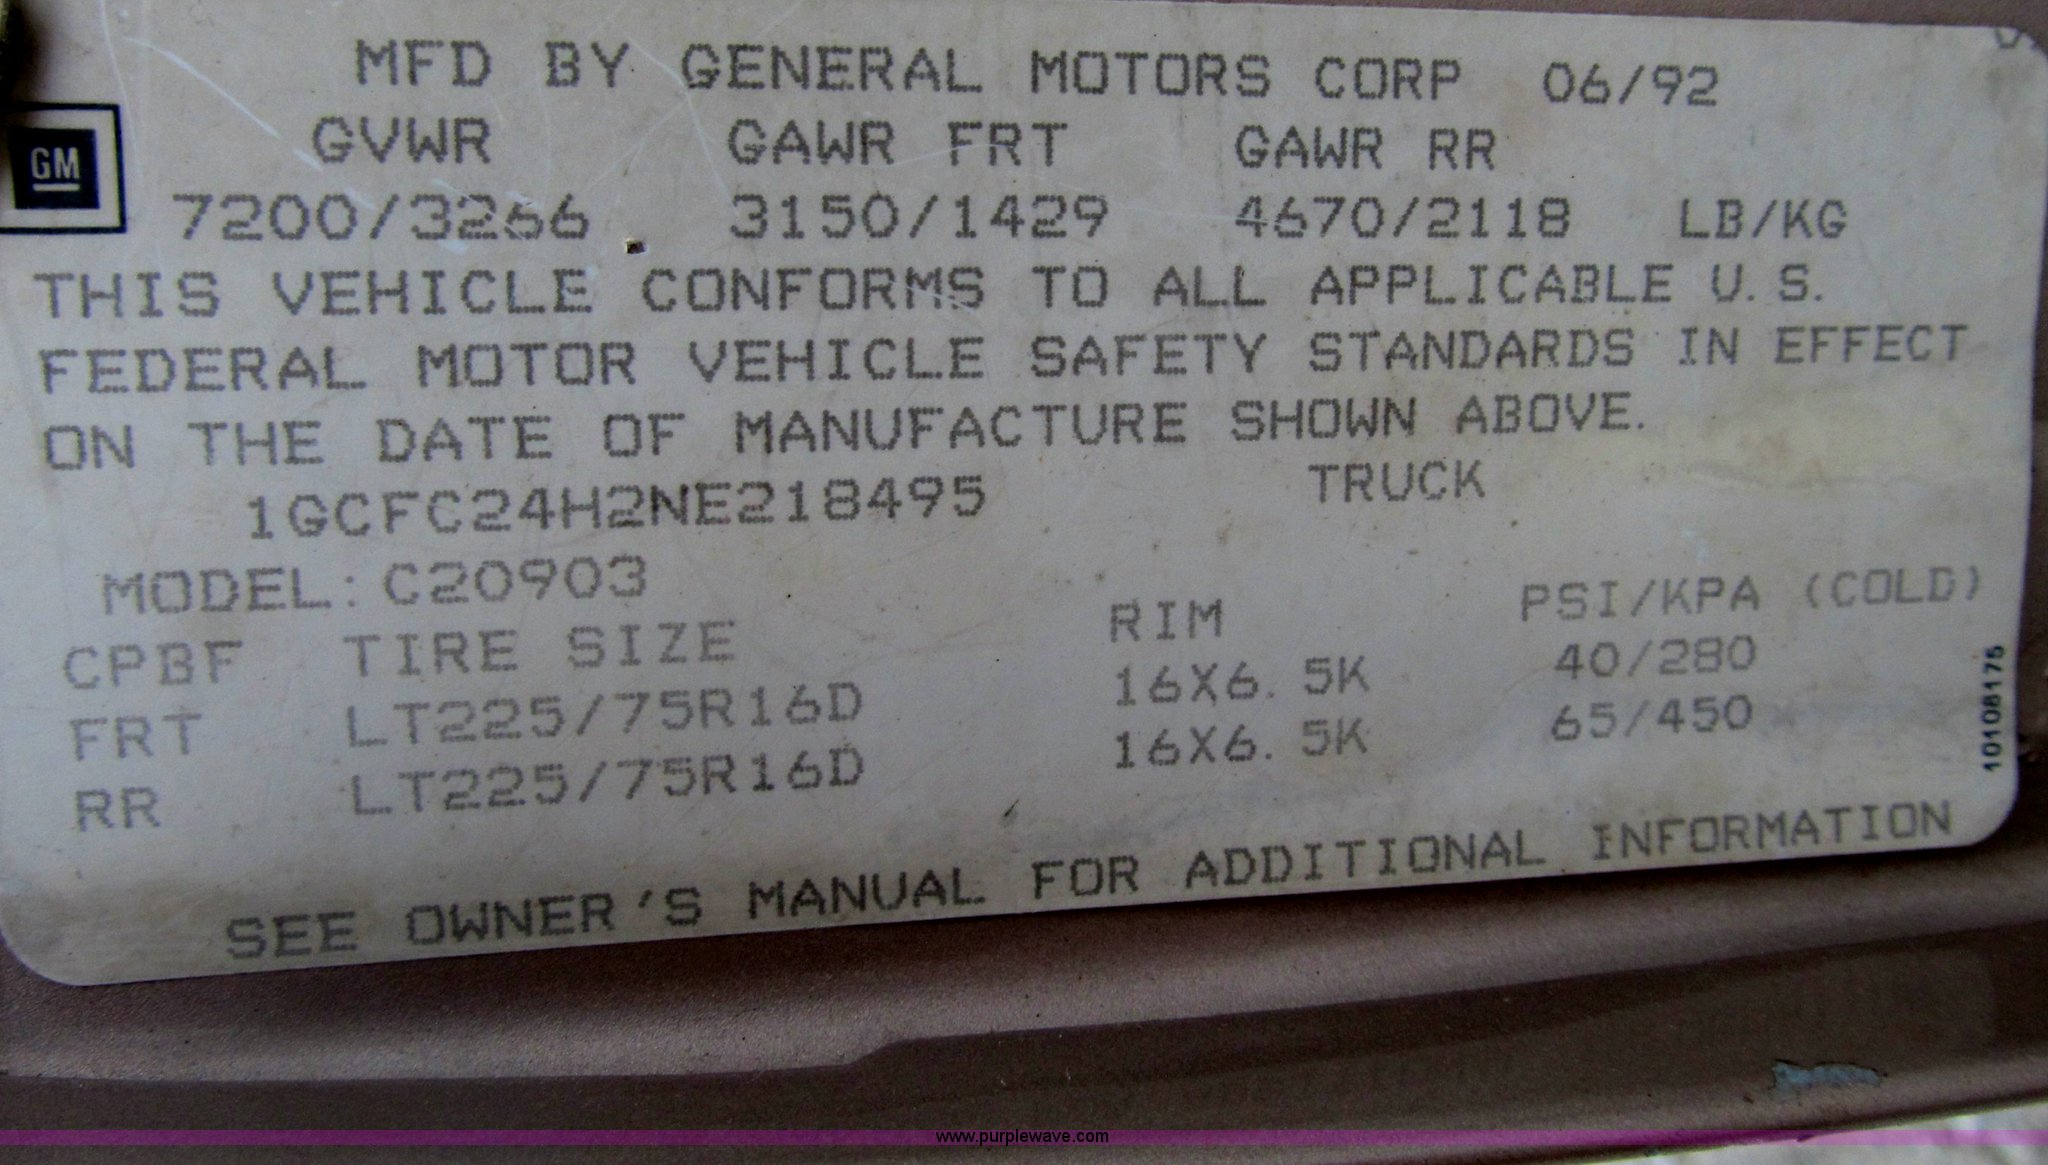 MFD BY GENERAL MOTORS CORP 06/92
GM
GVWR GAWR FRT GAWR RR
7200/3266 3150/1429 4670/2118 LB/KG
THIS VEHICLE CONFORMS TO ALL APPLICABLE U.S.
FEDERAL MOTOR VEHICLE SAFETY STANDARDS IN EFFECT
ON THE DATE OF MANUFACTURE SHOWN ABOVE.
1GCFC24H2NE218495 TRUCK
MODEL: C20903
CPBF TIRE SIZE RIM PSI/KPA (COLD)
FRT LT225/75R16D 16X6.5K 40/280
RR LT225/75R16D 16X6.5K 65/450
10108175
SEE OWNER'S MANUAL FOR ADDITIONAL INFORMATION
www.purplewave.com